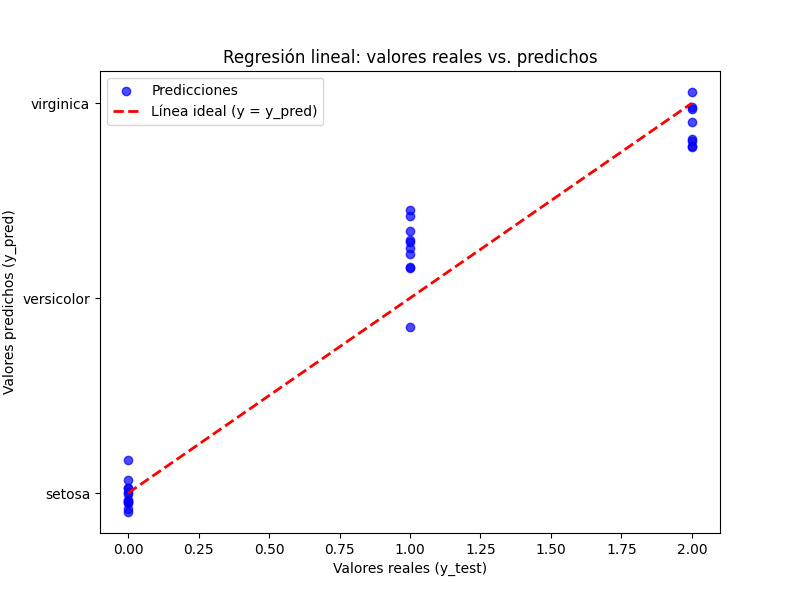 Regresión lineal: valores reales vs. predichos
Predicciones
Línea ideal (y = y_pred)
Valores predichos (y_pred)
virginica
versicolor
setosa
0.00 0.25 0.50 0.75 1.00 1.25 1.50 1.75 2.00
Valores reales (y_test)